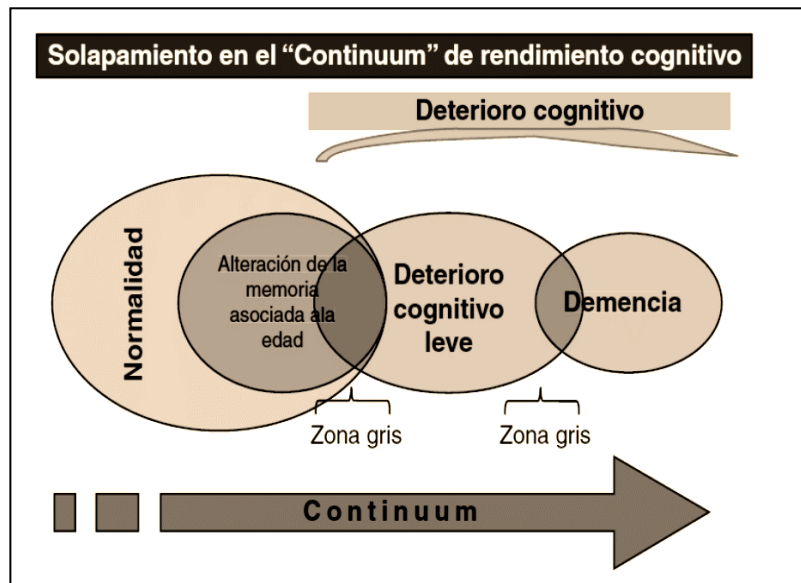 Solapamiento en el “Continuum” de rendimiento cognitivo
Deterioro cognitivo
Normalidad
Alteración de la
memoria
asociada ala
edad
Deterioro
cognitivo
leve
Demencia
Zona gris
Zona gris
Continuum